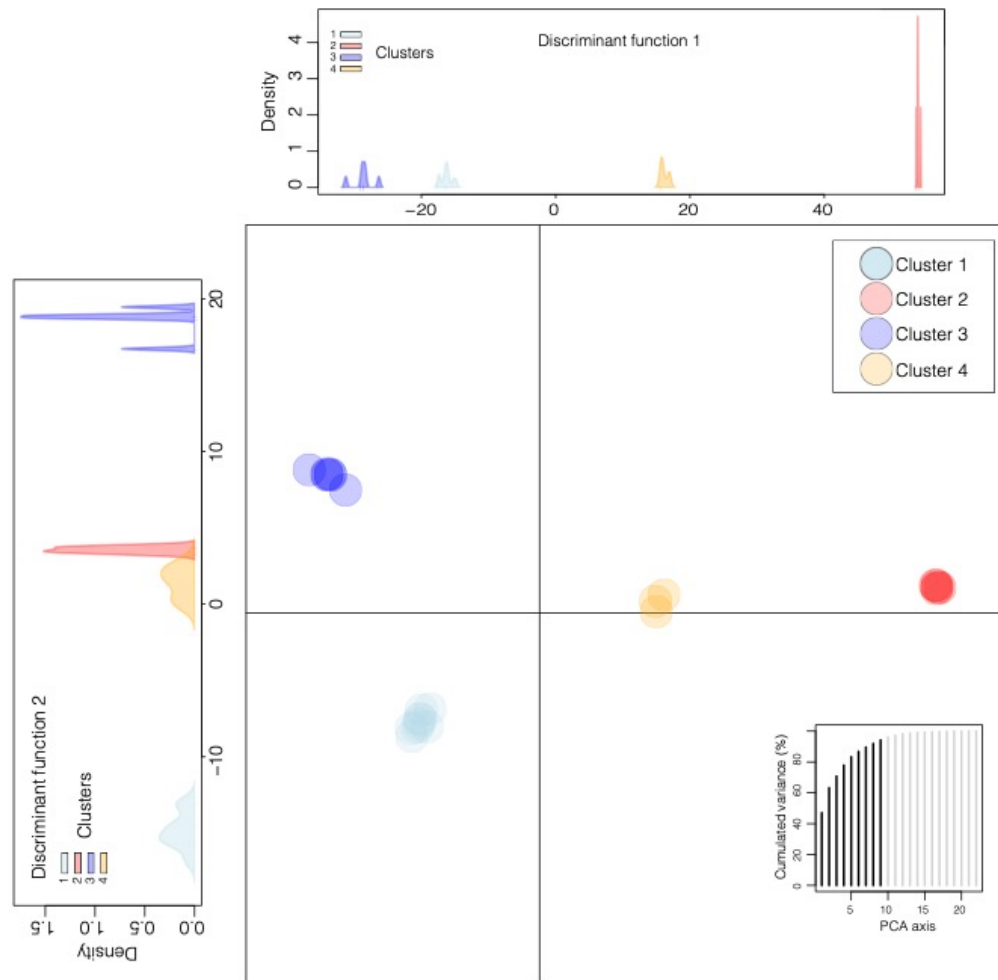 Discriminant function 1
Clusters
1
2
3
4
Density
4
3
2
1
0
−20
0
20
40
Cluster 1
Cluster 2
Cluster 3
Cluster 4
Discriminant function 2
Clusters
1
2
3
4
Density
1.5
1.0
0.5
0.0
20
10
0
−10
Cumulated variance (%)
80
60
40
20
0
5
10
15
20
PCA axis